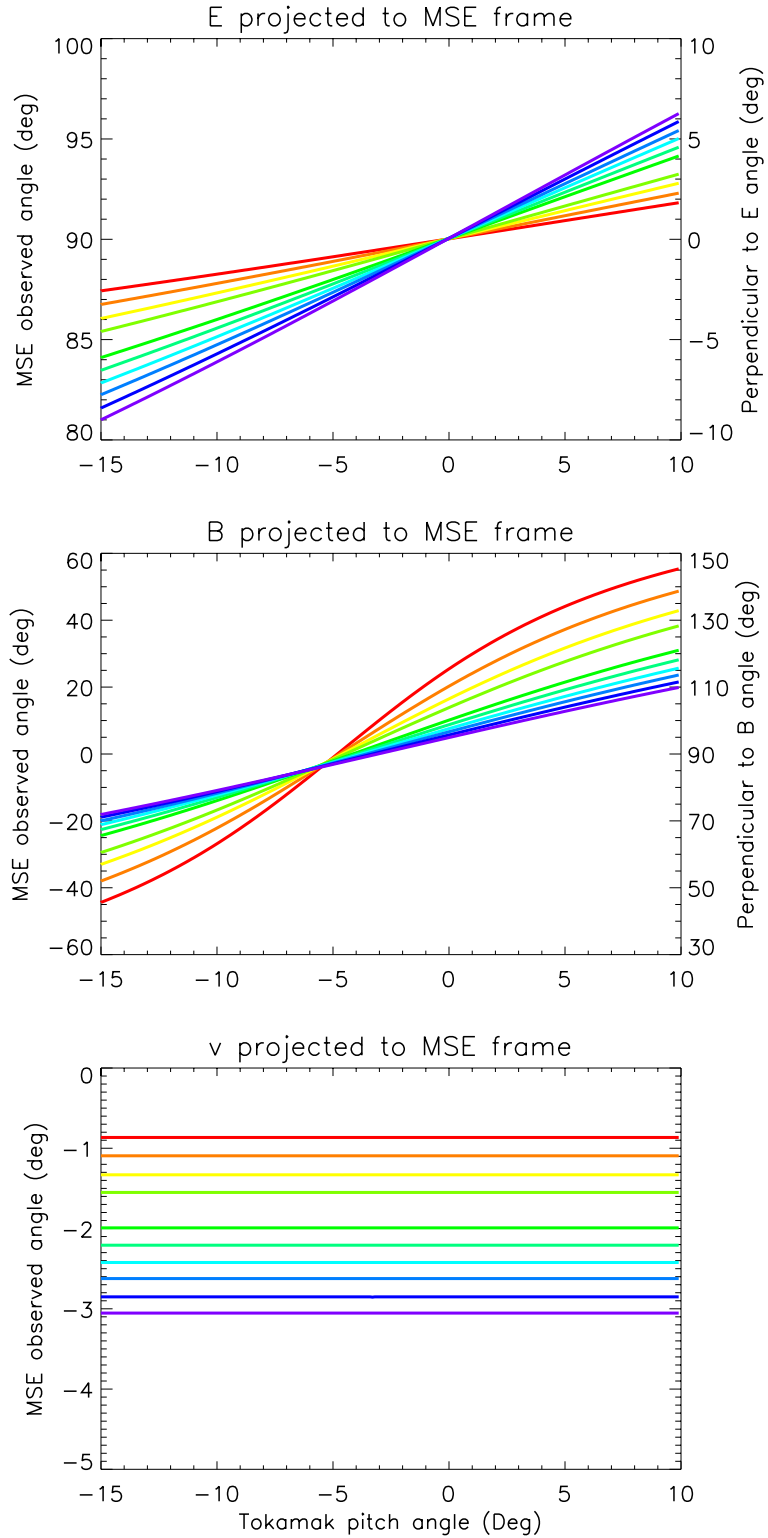 E projected to MSE frame
MSE observed angle (deg)
100
95
90
85
80
10
5
0
−5
−10
Perpendicular to E angle (deg)
−15 −10 −5 0 5 10
B projected to MSE frame
MSE observed angle (deg)
60
40
20
0
−20
−40
−60
150
130
110
90
70
50
30
Perpendicular to B angle (deg)
−15 −10 −5 0 5 10
v projected to MSE frame
MSE observed angle (deg)
0
−1
−2
−3
−4
−5
−15 −10 −5 0 5 10
Tokamak pitch angle (Deg)